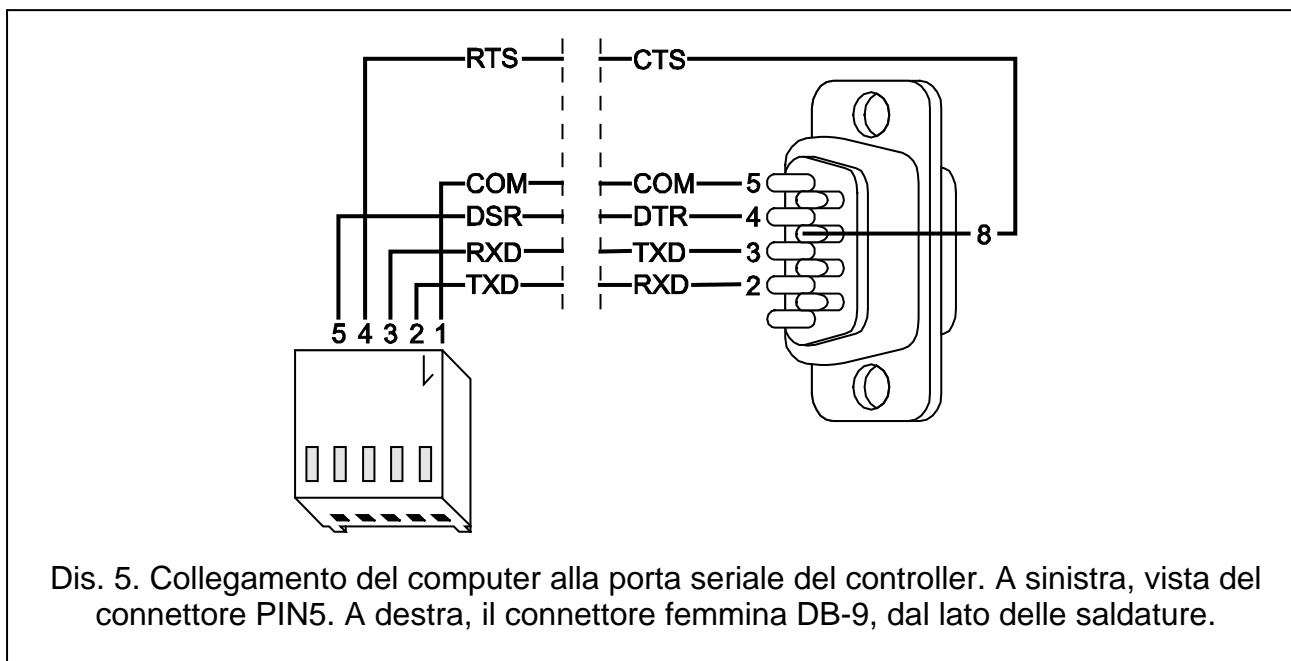 RTS CTS
8
COM COM 5
DSR DTR 4
RXD TXD 3
TXD RXD 2
5 4 3 2 1
Dis. 5. Collegamento del computer alla porta seriale del controller. A sinistra, vista del
connettore PIN5. A destra, il connettore femmina DB-9, dal lato delle saldature.